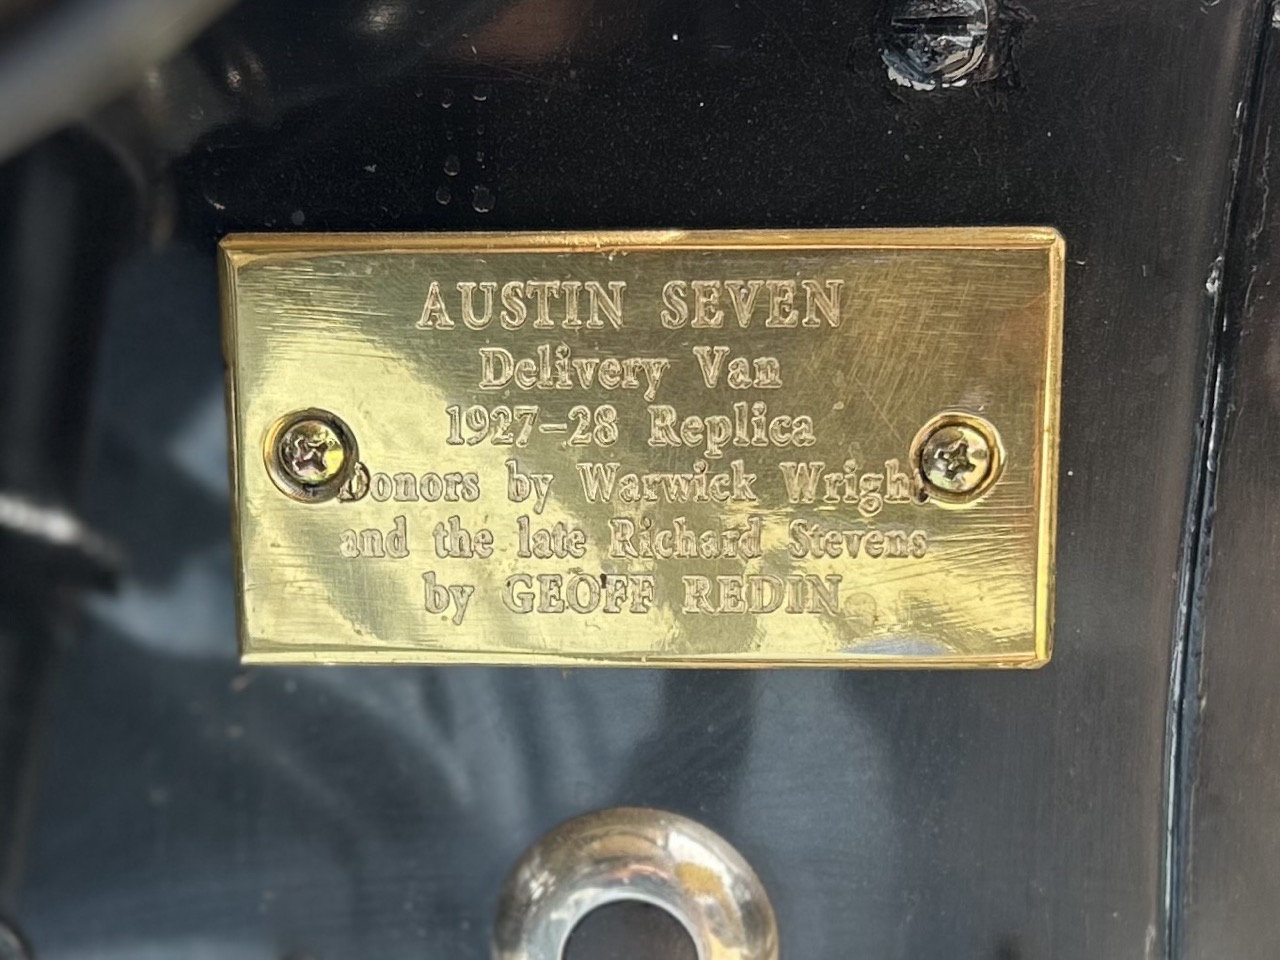 AUSTIN SEVEN
Delivery Van
1927-28 Replica
Donors by Warwick Wright
and the late Richard Stevens
by GEOFF REDIN